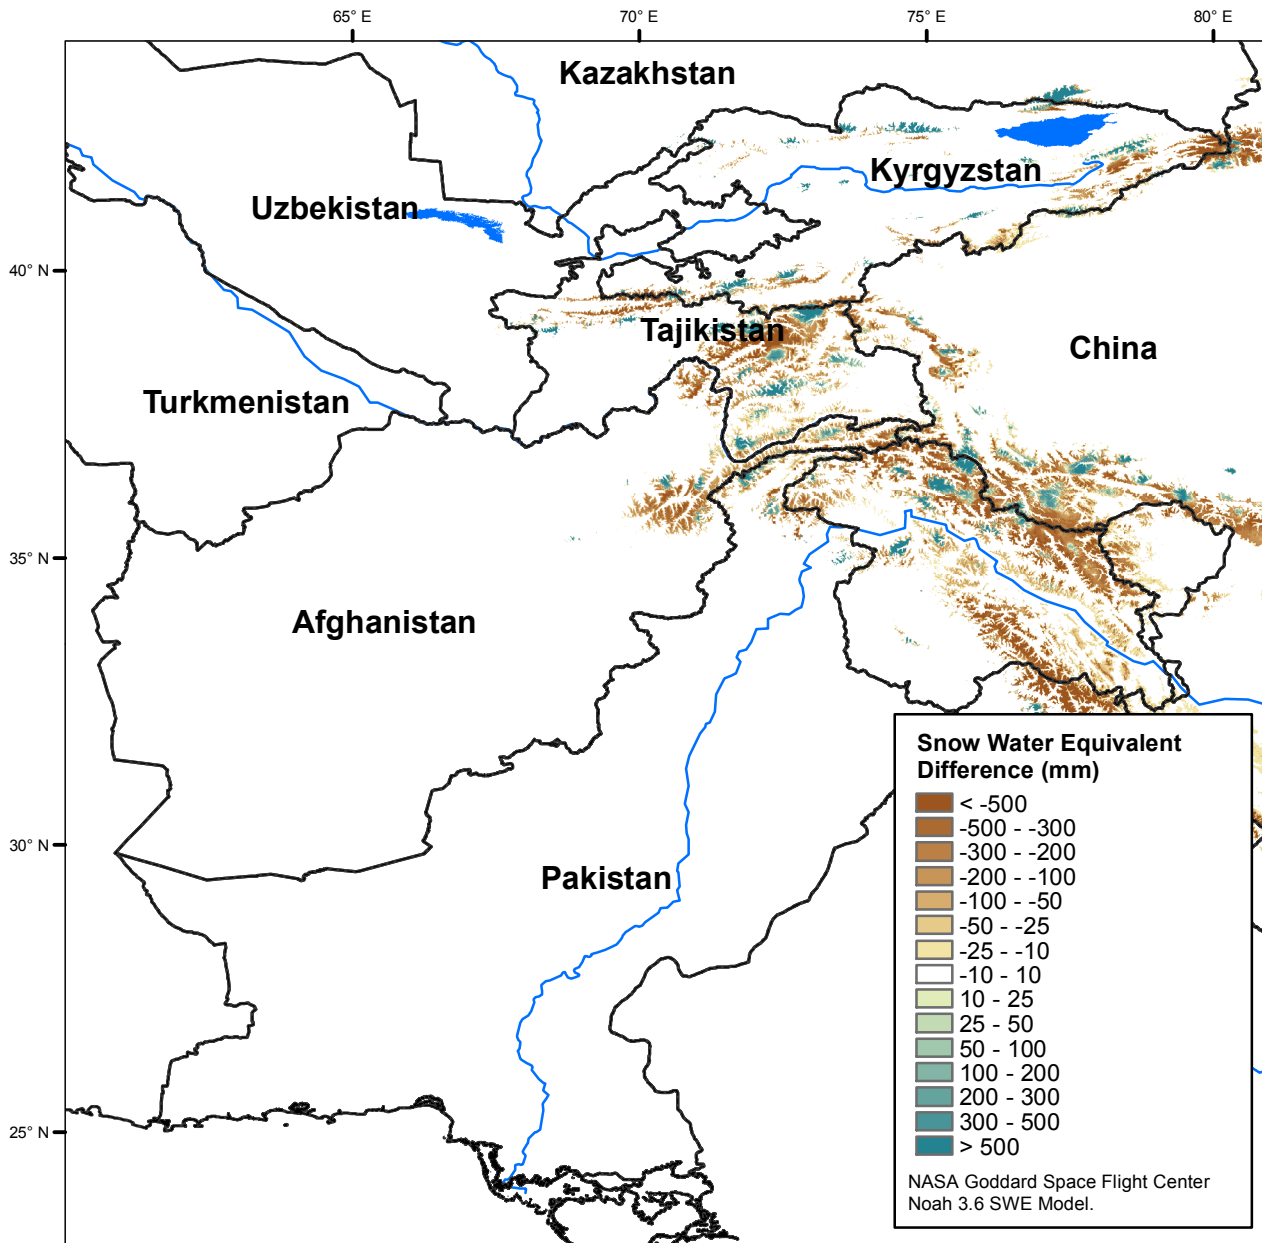 65° E
70° E
75° E
80° E
Kazakhstan
Kyrgyzstan
Uzbekistan
40° N
Tajikistan
China
Turkmenistan
35° N
Afghanistan
30° N
Pakistan
25° N
Snow Water Equivalent
Difference (mm)
< -500
-500 - -300
-300 - -200
-200 - -100
-100 - -50
-50 - -25
-25 - -10
-10 - 10
10 - 25
25 - 50
50 - 100
100 - 200
200 - 300
300 - 500
> 500
NASA Goddard Space Flight Center
Noah 3.6 SWE Model.